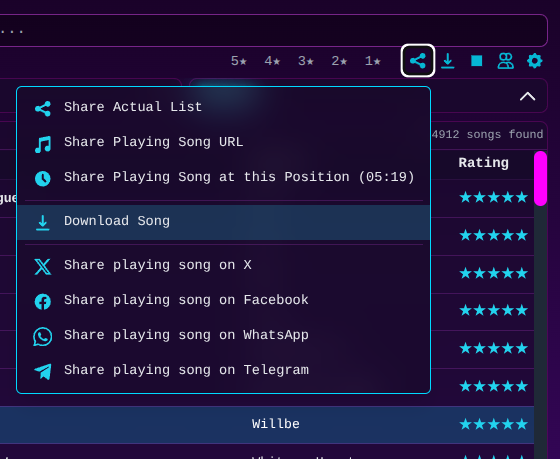 ...
5★ 4★ 3★ 2★ 1★
Share Actual List
Share Playing Song URL
4912 songs found
Rating
Share Playing Song at this Position (05:19)
★★★★★
Download Song
★★★★★
Share playing song on X
★★★★★
Share playing song on Facebook
★★★★★
Share playing song on WhatsApp
★★★★★
Share playing song on Telegram
★★★★★
Willbe ★★★★★